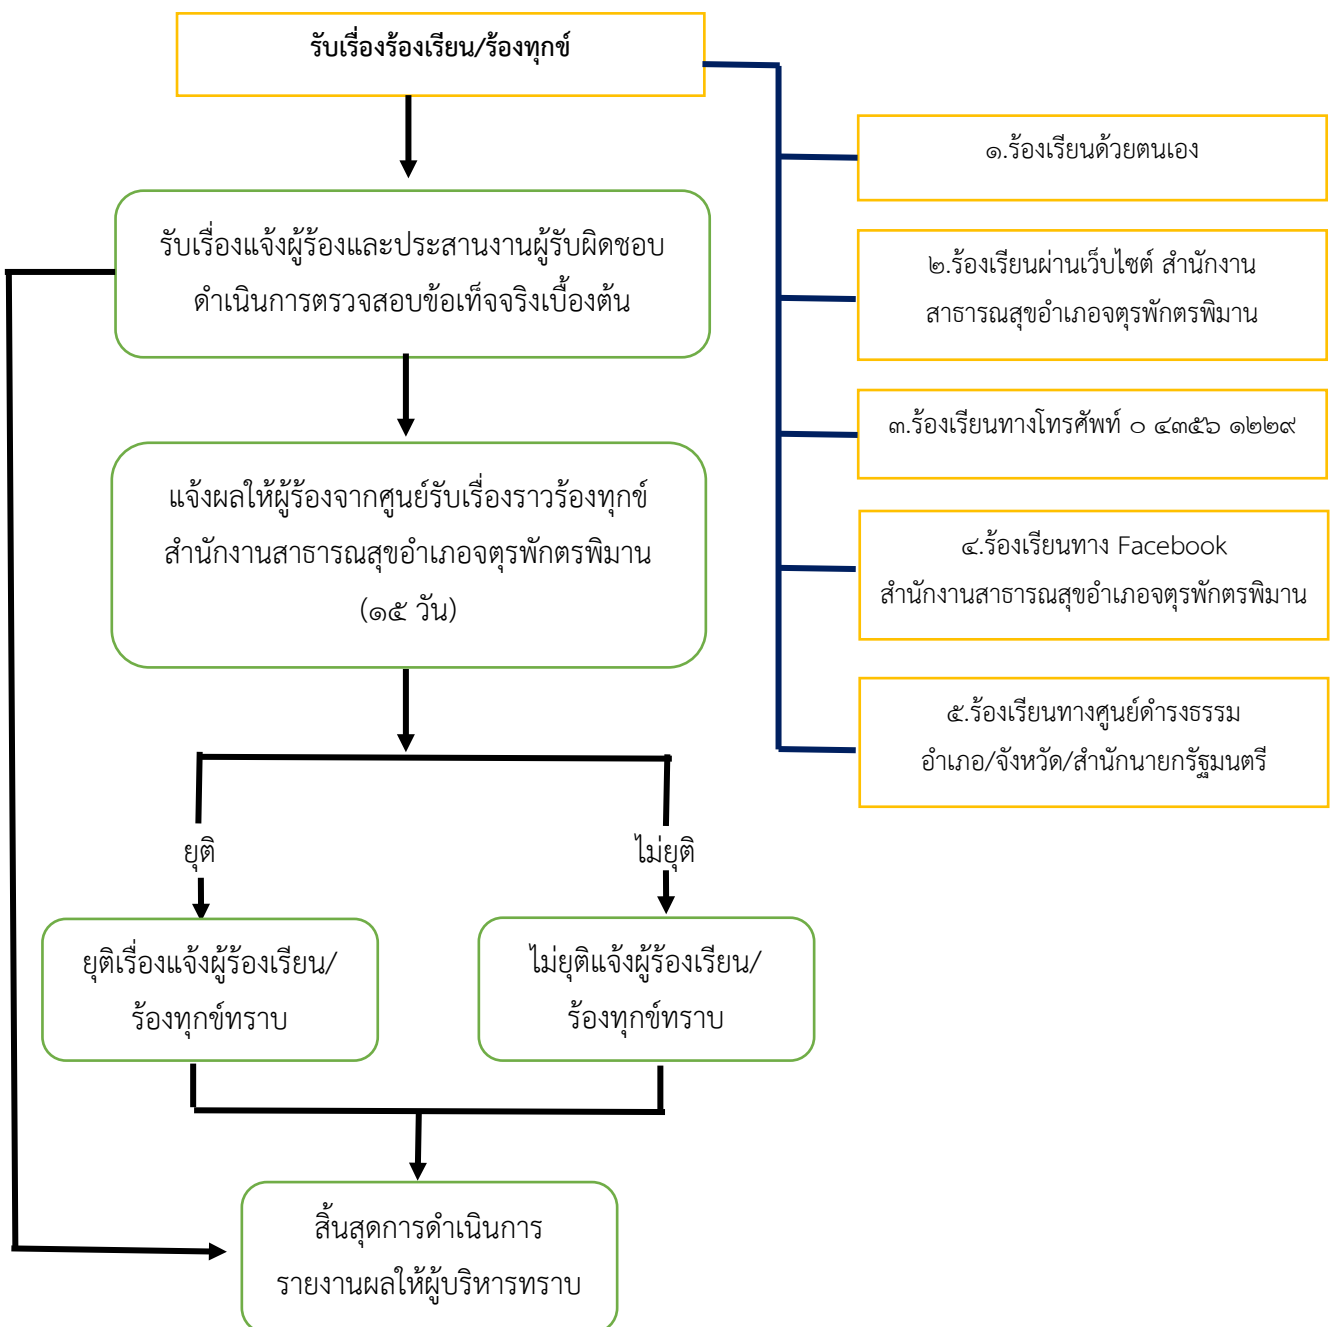 รับเรื่องร้องเรียน/ร้องทุกข์
๑.ร้องเรียนด้วยตนเอง
๒.ร้องเรียนผ่านเว็บไซต์ สำนักงาน
สาธารณสุขอำเภอจตุรพักตรพิมาน
๓.ร้องเรียนทางโทรศัพท์ ๐ ๔๓๕๖ ๑๒๒๙
๔.ร้องเรียนทาง Facebook
สำนักงานสาธารณสุขอำเภอจตุรพักตรพิมาน
๕.ร้องเรียนทางศูนย์ดำรงธรรม
อำเภอ/จังหวัด/สำนักนายกรัฐมนตรี
รับเรื่องแจ้งผู้ร้องและประสานงานผู้รับผิดชอบ
ดำเนินการตรวจสอบข้อเท็จจริงเบื้องต้น
แจ้งผลให้ผู้ร้องจากศูนย์รับเรื่องราวร้องทุกข์
สำนักงานสาธารณสุขอำเภอจตุรพักตรพิมาน
(๑๕ วัน)
ยุติ
ไม่ยุติ
ยุติเรื่องแจ้งผู้ร้องเรียน/
ร้องทุกข์ทราบ
ไม่ยุติแจ้งผู้ร้องเรียน/
ร้องทุกข์ทราบ
สิ้นสุดการดำเนินการ
รายงานผลให้ผู้บริหารทราบ